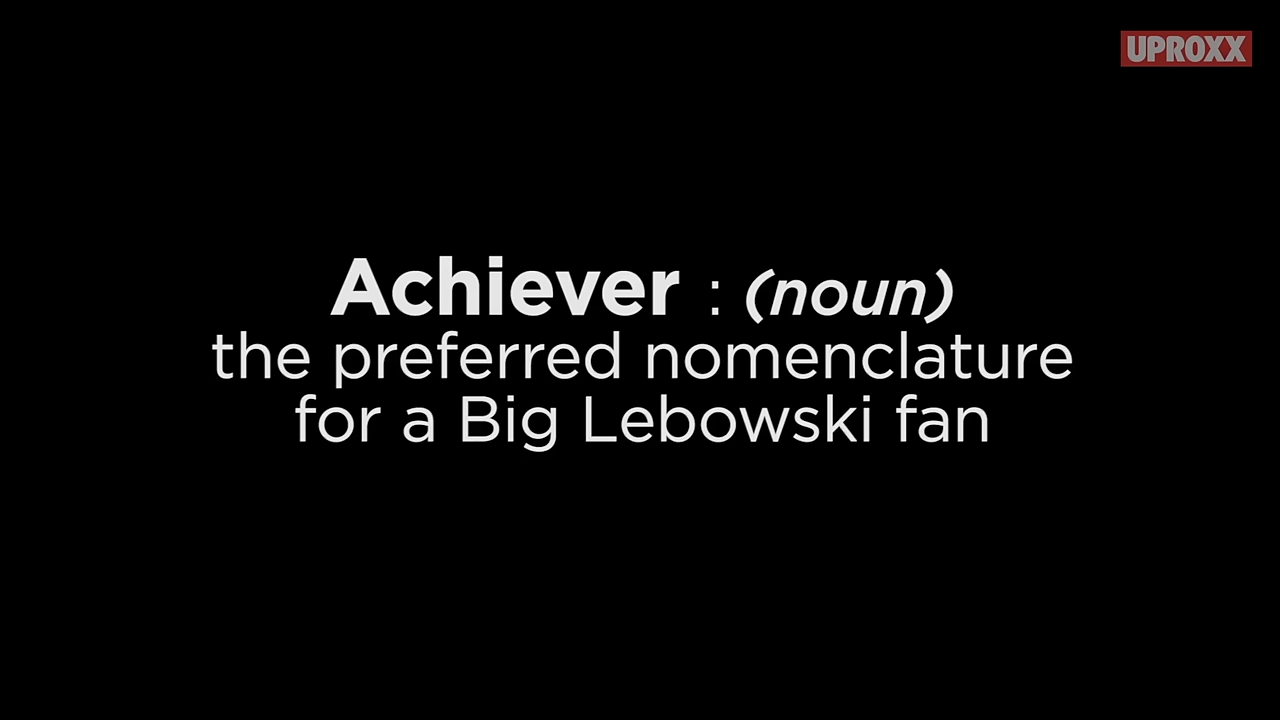 UPROXX
Achiever : (noun)
the preferred nomenclature
for a Big Lebowski fan